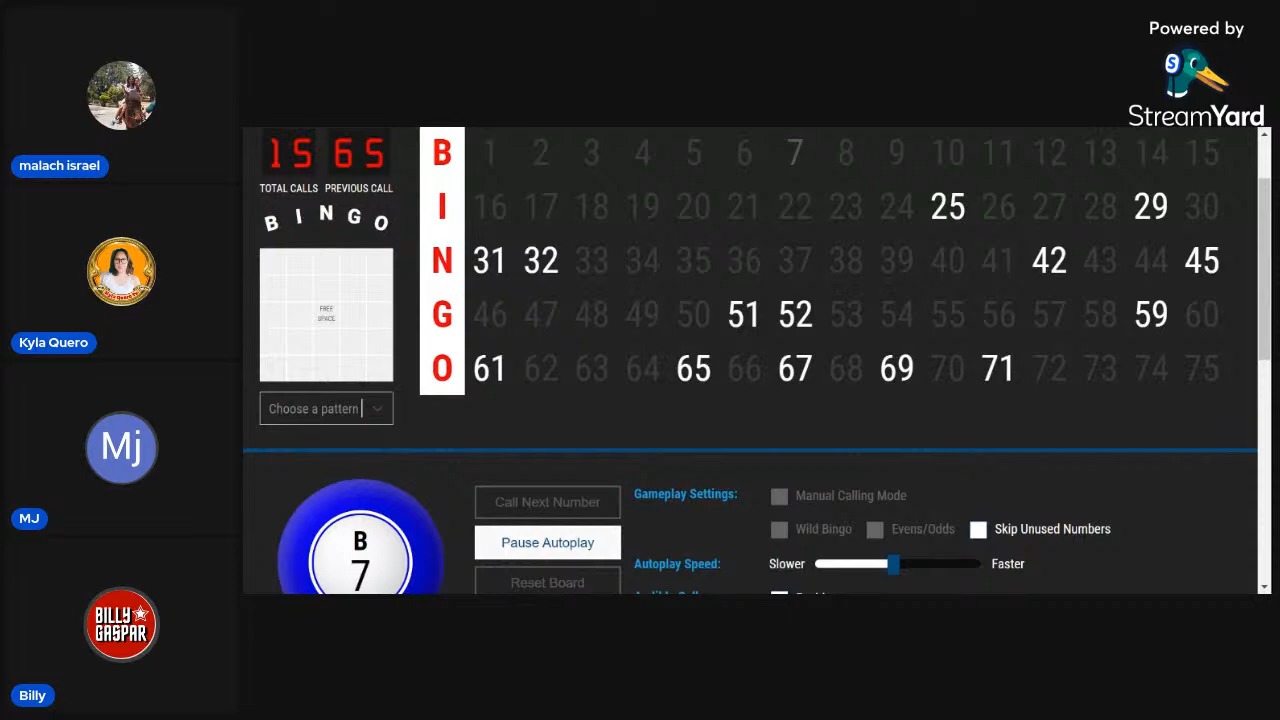 Powered by
S
StreamYard
malach israel
Kyla Quero
Mj
MJ
BILLY
GASPAR
Billy
15 65
TOTAL CALLS PREVIOUS CALL
B I N G O
FREE
SPACE
Choose a pattern
B 1 2 3 4 5 6 7 8 9 10 11 12 13 14 15
I 16 17 18 19 20 21 22 23 24 25 26 27 28 29 30
N 31 32 33 34 35 36 37 38 39 40 41 42 43 44 45
G 46 47 48 49 50 51 52 53 54 55 56 57 58 59 60
O 61 62 63 64 65 66 67 68 69 70 71 72 73 74 75
B
7
Call Next Number
Pause Autoplay
Reset Board
Gameplay Settings:
Manual Calling Mode
Wild Bingo Evens/Odds Skip Unused Numbers
Autoplay Speed:
Slower Faster